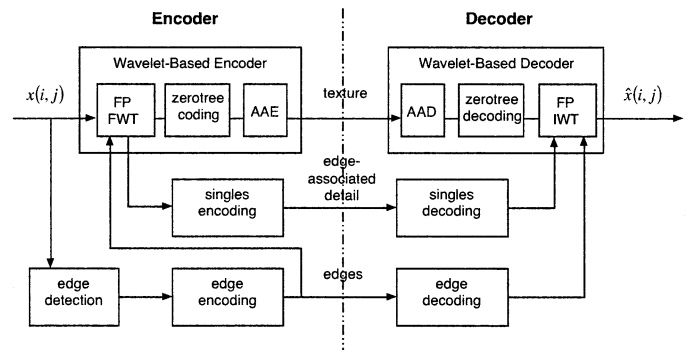 Encoder
Decoder
Wavelet-Based Encoder
Wavelet-Based Decoder
x(i, j)
FP
FWT
zerotree
coding
AAE
texture
AAD
zerotree
decoding
FP
IWT
x̂(i, j)
edge-
associated
detail
singles
encoding
singles
decoding
edge
detection
edge
encoding
edges
edge
decoding